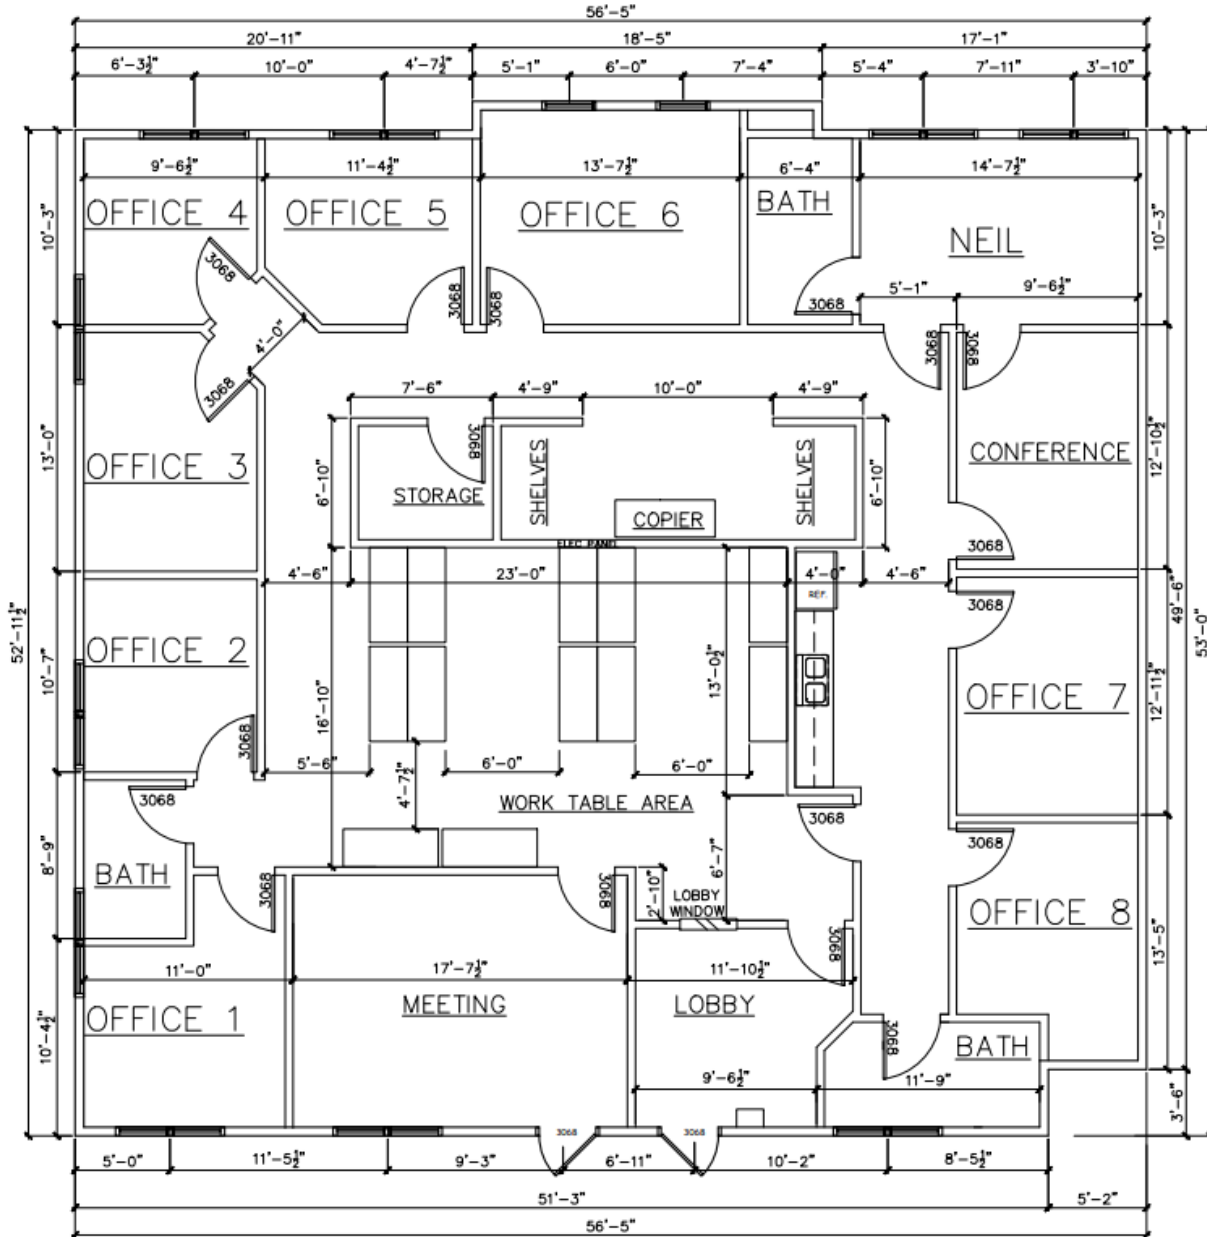 56'-5"
20'-11" 18'-5" 17'-1"
6'-3½" 10'-0" 4'-7½" 5'-1" 6'-0" 7'-4" 5'-4" 7'-11" 3'-10"
9'-6½" 11'-4½" 13'-7½" 6'-4" 14'-7½"
OFFICE 4 OFFICE 5 OFFICE 6 BATH NEIL
10'-3" 10'-3"
3068 3068 3068 3068
5'-1" 9'-6½"
4'-0"
3068 3068 3068
7'-6" 4'-9" 10'-0" 4'-9"
13'-0" OFFICE 3 6'-10" 3068 STORAGE SHELVES COPIER SHELVES 6'-10" CONFERENCE 12'-10½"
ELEC PANEL 3068
4'-6" 23'-0" 4'-0" 4'-6"
REF. 3068
49'-6"
52'-11½" 53'-0"
10'-7" OFFICE 2 16'-10" 13'-0½" OFFICE 7 12'-11½"
3068
5'-6" 6'-0" 6'-0"
4'-7½"
3068 WORK TABLE AREA 3068 3068
8'-9" BATH 6'-7"
3068 3068 2'-10" LOBBY
WINDOW
OFFICE 8
3068
13'-5"
11'-0" 17'-7½" 11'-10½"
OFFICE 1 MEETING LOBBY
10'-4½" 3068 BATH
9'-6½" 11'-9"
3'-6"
3068 3068
5'-0" 11'-5½" 9'-3" 6'-11" 10'-2" 8'-5½"
51'-3" 5'-2"
56'-5"